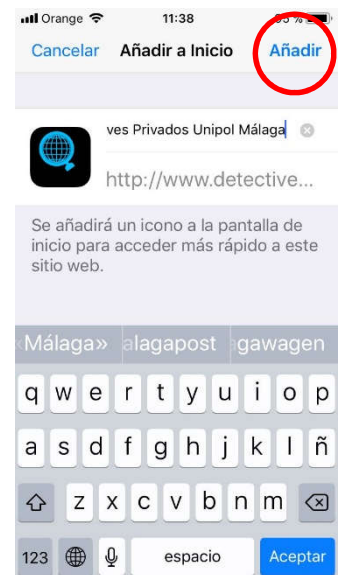 Orange 11:38 95 %
Cancelar Añadir a Inicio Añadir
ves Privados Unipol Málaga
http://www.detective...
Se añadirá un icono a la pantalla de
inicio para acceder más rápido a este
sitio web.
«Málaga» alagapost gawagen
q w e r t y u i o p
a s d f g h j k l ñ
z x c v b n m
123 espacio Aceptar